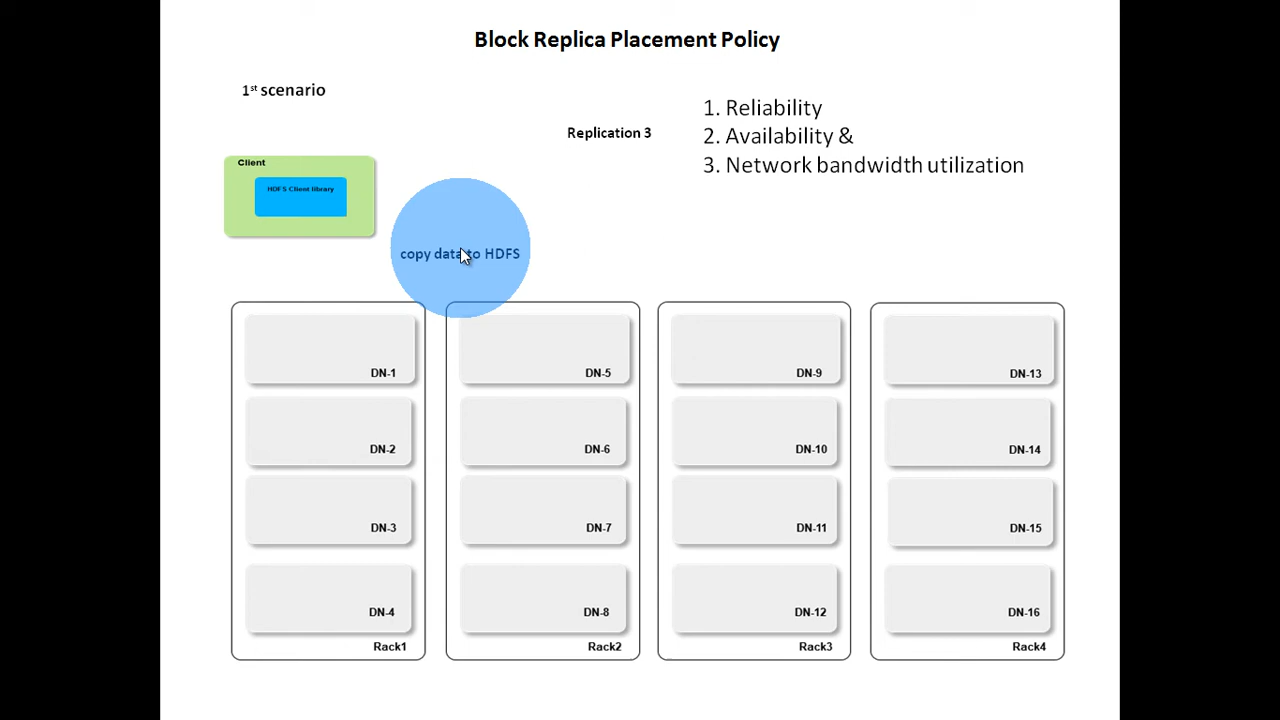 Block Replica Placement Policy
1st scenario
1. Reliability
Replication 3
2. Availability &
3. Network bandwidth utilization
Client
HDFS Client library
copy data to HDFS
DN-1
DN-2
DN-3
DN-4
Rack1
DN-5
DN-6
DN-7
DN-8
Rack2
DN-9
DN-10
DN-11
DN-12
Rack3
DN-13
DN-14
DN-15
DN-16
Rack4